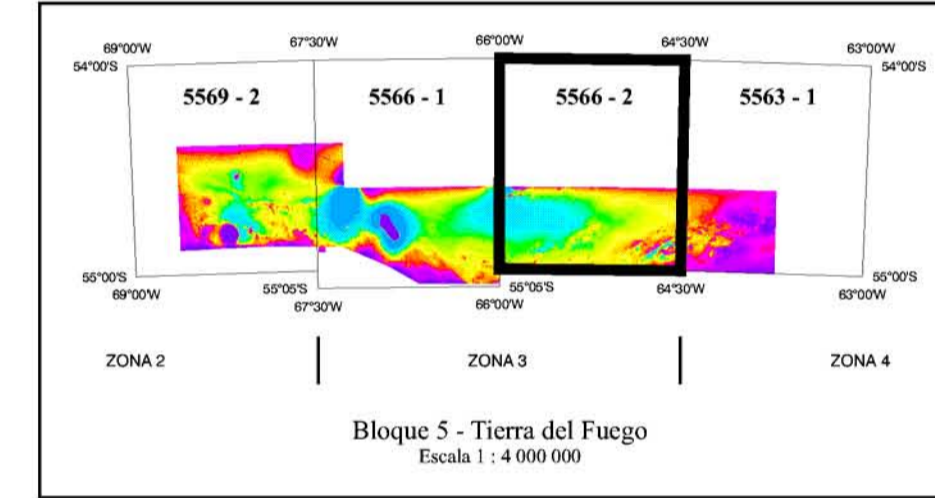 69°00'W 67°30'W 66°00'W 64°30'W 63°00'W
54°00'S 54°00'S
5569 - 2 5566 - 1 5566 - 2 5563 - 1
55°00'S 55°00'S
69°00'W 55°05'S 67°30'W 66°00'W 55°05'S 64°30'W 63°00'W
ZONA 2 ZONA 3 ZONA 4
Bloque 5 - Tierra del Fuego
Escala 1 : 4 000 000